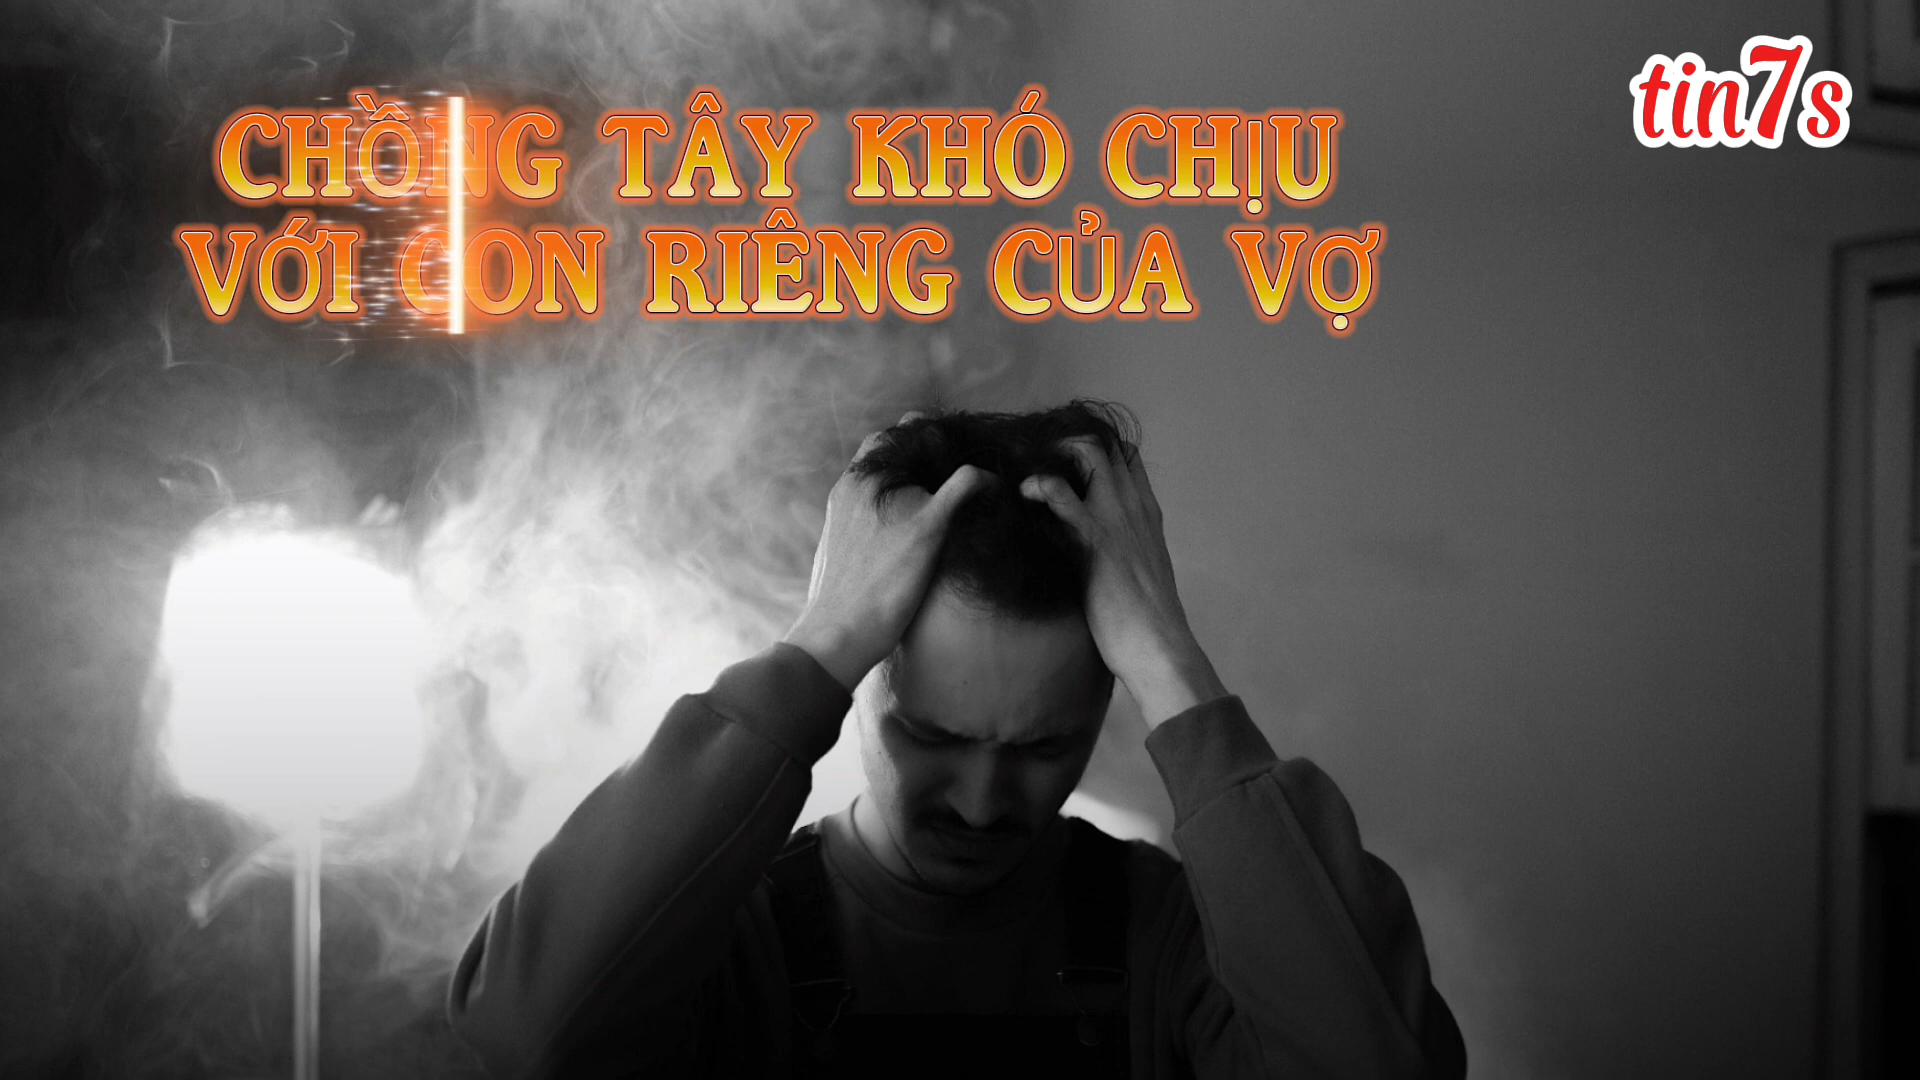 CHỒNG TÂY KHÓ CHỊU
VỚI CON RIÊNG CỦA VỢ
tin7s